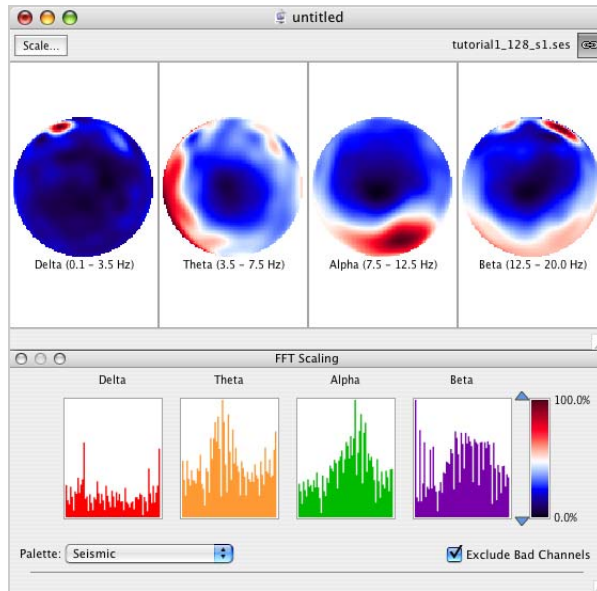 untitled
Scale...
tutorial1_128_s1.ses
Delta (0.1 - 3.5 Hz)
Theta (3.5 - 7.5 Hz)
Alpha (7.5 - 12.5 Hz)
Beta (12.5 - 20.0 Hz)
FFT Scaling
Delta
Theta
Alpha
Beta
100.0%
0.0%
Palette: Seismic
Exclude Bad Channels